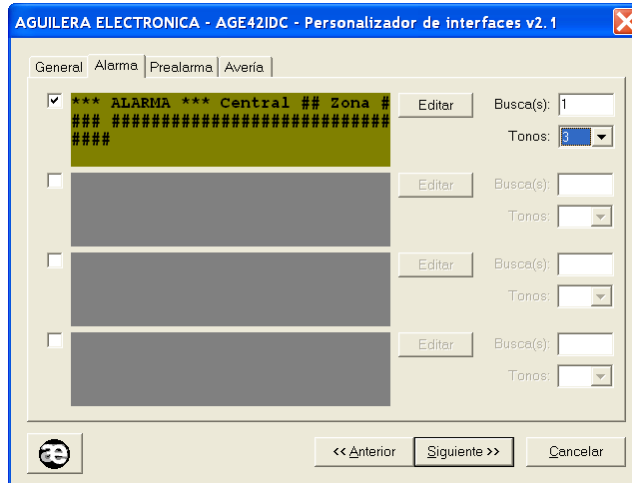 AGUILERA ELECTRONICA - AGE42IDC - Personalizador de interfaces v2.1
General Alarma Prealarma Avería
*** ALARMA *** Central ## Zona # Editar Busca(s): 1
### ############################ Tonos: 3
####
Editar Busca(s):
Tonos:
Editar Busca(s):
Tonos:
Editar Busca(s):
Tonos:
æ << Anterior Siguiente >> Cancelar